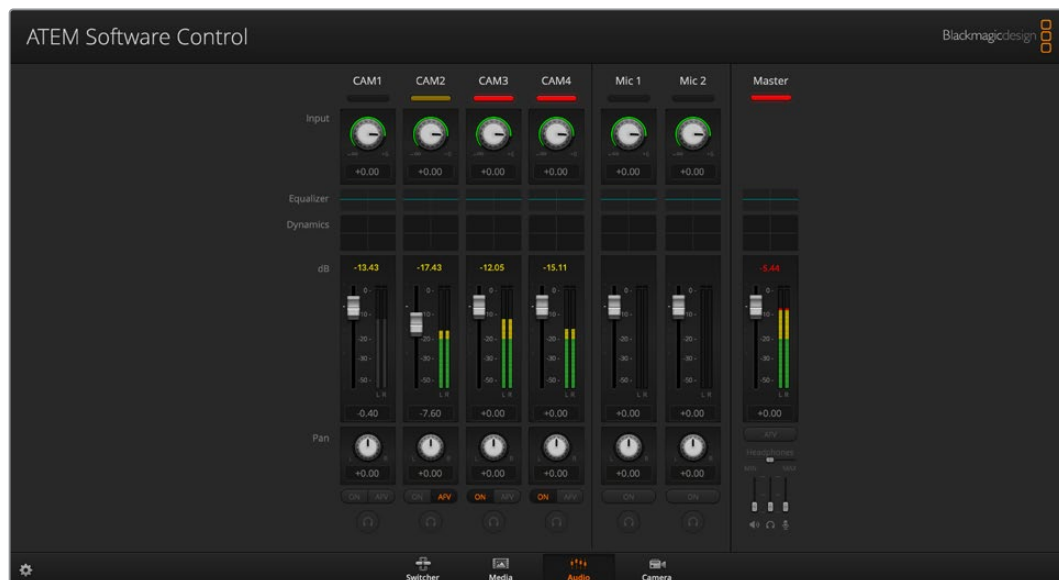 ATEM Software Control
Blackmagicdesign
CAM1 CAM2 CAM3 CAM4 Mic 1 Mic 2 Master
Input
+0.00 +0.00 +0.00 +0.00 +0.00 +0.00
Equalizer
Dynamics
dB -13.43 -17.43 -12.05 -15.11 -5.44
L R L R L R L R L R L R L R
-0.40 -7.60 +0.00 +0.00 +0.00 +0.00 +0.00
AFV
Pan
Headphones
+0.00 +0.00 +0.00 +0.00 +0.00 +0.00
ON AFV ON AFV ON AFV ON AFV ON ON
Switcher Media Audio Camera